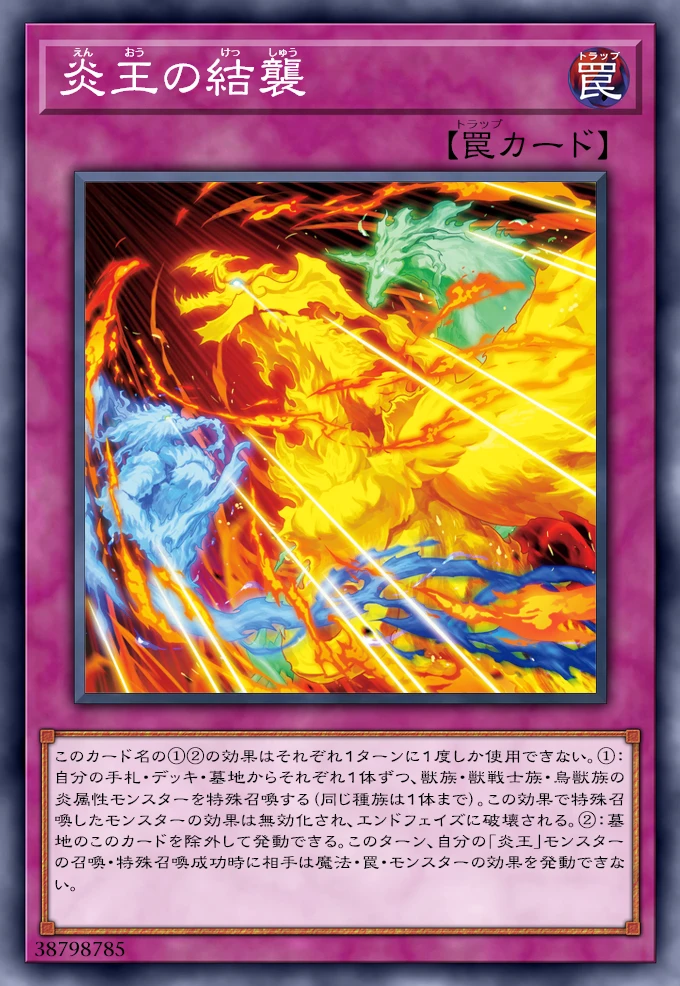 炎王の結襲
罠
【罠カード】
このカード名の①②の効果はそれぞれ1ターンに1度しか使用できない。①：
自分の手札・デッキ・墓地からそれぞれ1体ずつ、獣族・獣戦士族・鳥獣族の
炎属性モンスターを特殊召喚する（同じ種族は1体まで）。この効果で特殊召
喚したモンスターの効果は無効化され、エンドフェイズに破壊される。②：墓
地のこのカードを除外して発動できる。このターン、自分の「炎王」モンスター
の召喚・特殊召喚成功時に相手は魔法・罠・モンスターの効果を発動できな
い。
38798785